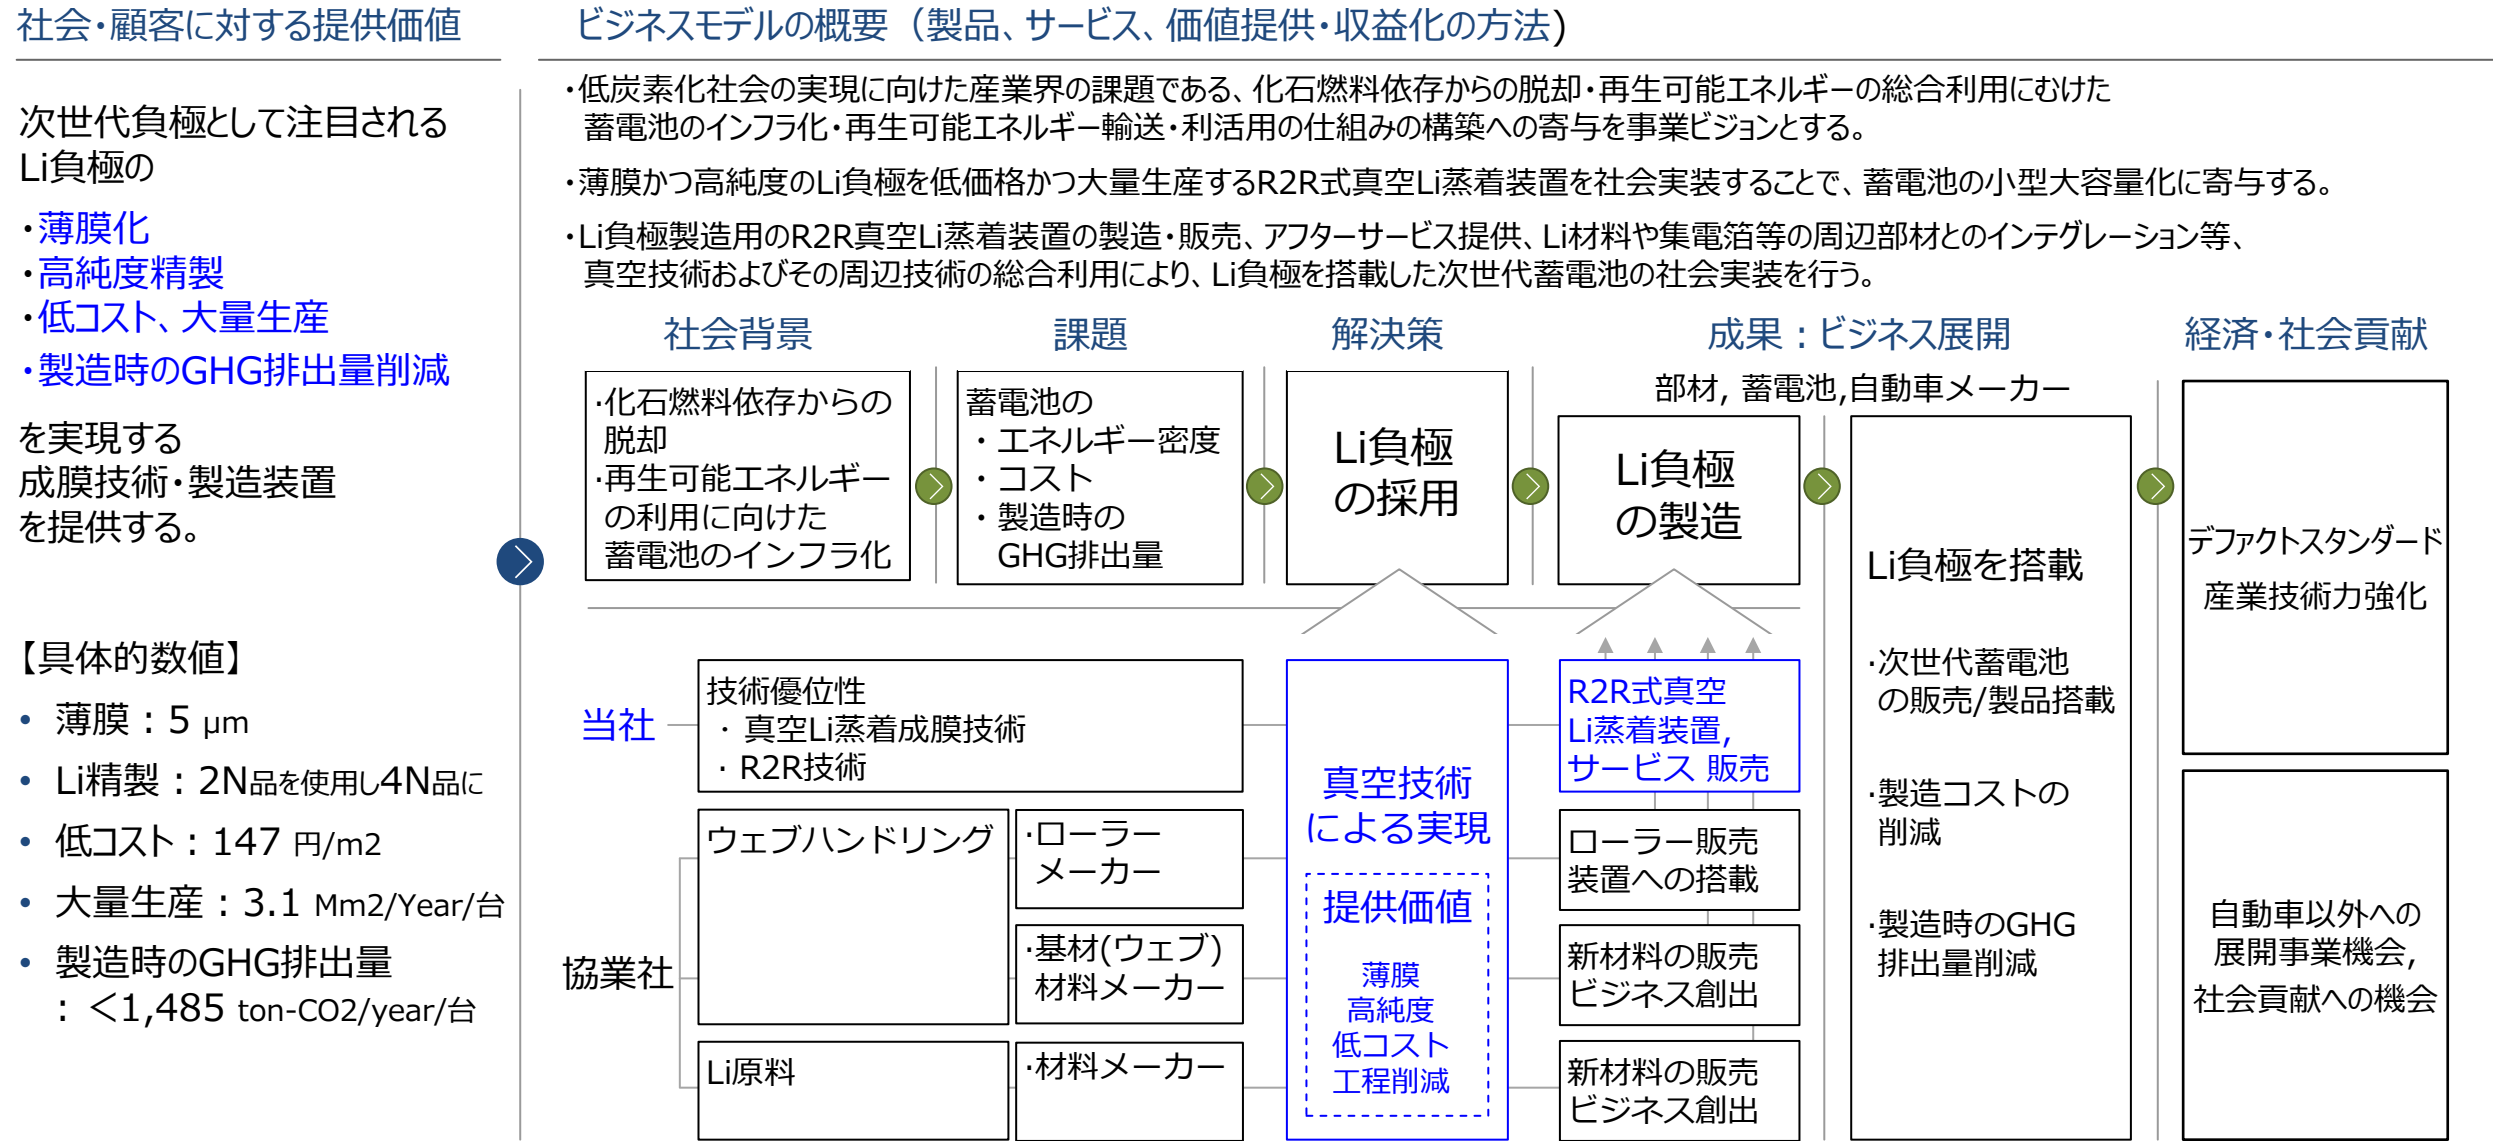 社会・顧客に対する提供価値
次世代負極として注目される
Li負極の
・薄膜化
・高純度精製
・低コスト、大量生産
・製造時のGHG排出量削減
を実現する
成膜技術・製造装置
を提供する。
【具体的数値】
• 薄膜：5 μm
• Li精製：2N品を使用し4N品に
• 低コスト：147 円/m2
• 大量生産：3.1 Mm2/Year/台
• 製造時のGHG排出量
：＜1,485 ton-CO2/year/台
ビジネスモデルの概要（製品、サービス、価値提供・収益化の方法)
・低炭素化社会の実現に向けた産業界の課題である、化石燃料依存からの脱却・再生可能エネルギーの総合利用にむけた
蓄電池のインフラ化・再生可能エネルギー輸送・利活用の仕組みの構築への寄与を事業ビジョンとする。
・薄膜かつ高純度のLi負極を低価格かつ大量生産するR2R式真空Li蒸着装置を社会実装することで、蓄電池の小型大容量化に寄与する。
・Li負極製造用のR2R真空Li蒸着装置の製造・販売、アフターサービス提供、Li材料や集電箔等の周辺部材とのインテグレーション等、
真空技術およびその周辺技術の総合利用により、Li負極を搭載した次世代蓄電池の社会実装を行う。
社会背景
課題
解決策
成果：ビジネス展開
経済・社会貢献
・化石燃料依存からの
脱却
・再生可能エネルギー
の利用に向けた
蓄電池のインフラ化
蓄電池の
・エネルギー密度
・コスト
・製造時の
GHG排出量
Li負極
の採用
部材, 蓄電池,自動車メーカー
Li負極
の製造
Li負極を搭載
・次世代蓄電池
の販売/製品搭載
・製造コストの
削減
・製造時のGHG
排出量削減
デファクトスタンダード
産業技術力強化
自動車以外への
展開事業機会,
社会貢献への機会
当社
技術優位性
・ 真空Li蒸着成膜技術
・R2R技術
真空技術
による実現
提供価値
薄膜
高純度
低コスト
工程削減
R2R式真空
Li蒸着装置,
サービス 販売
協業社
ウェブハンドリング
・ローラー
メーカー
ローラー販売
装置への搭載
・基材(ウェブ)
材料メーカー
新材料の販売
ビジネス創出
Li原料
・材料メーカー
新材料の販売
ビジネス創出